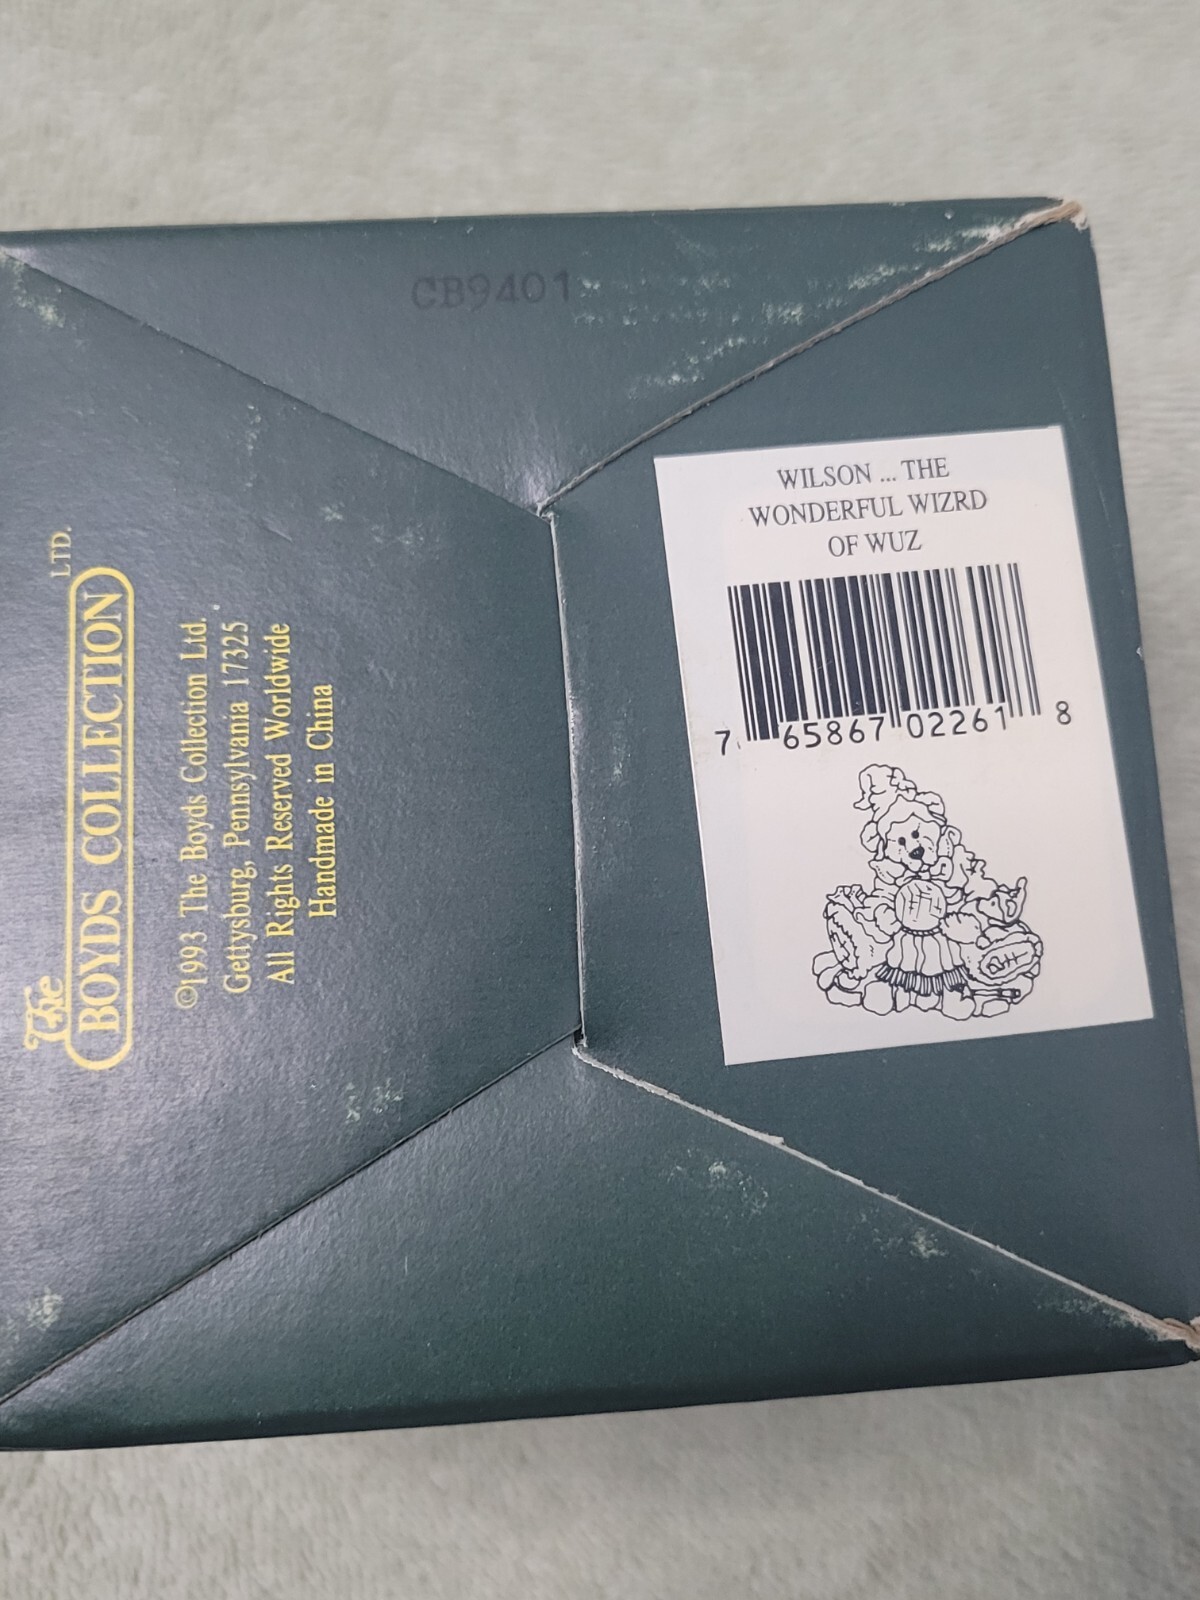 CB9401
WILSON ... THE
WONDERFUL WIZRD
OF WUZ
7 65867 02261 8
The
BOYDS COLLECTION
LTD.
©1993 The Boyds Collection Ltd.
Gettysburg, Pennsylvania 17325
All Rights Reserved Worldwide
Handmade in China